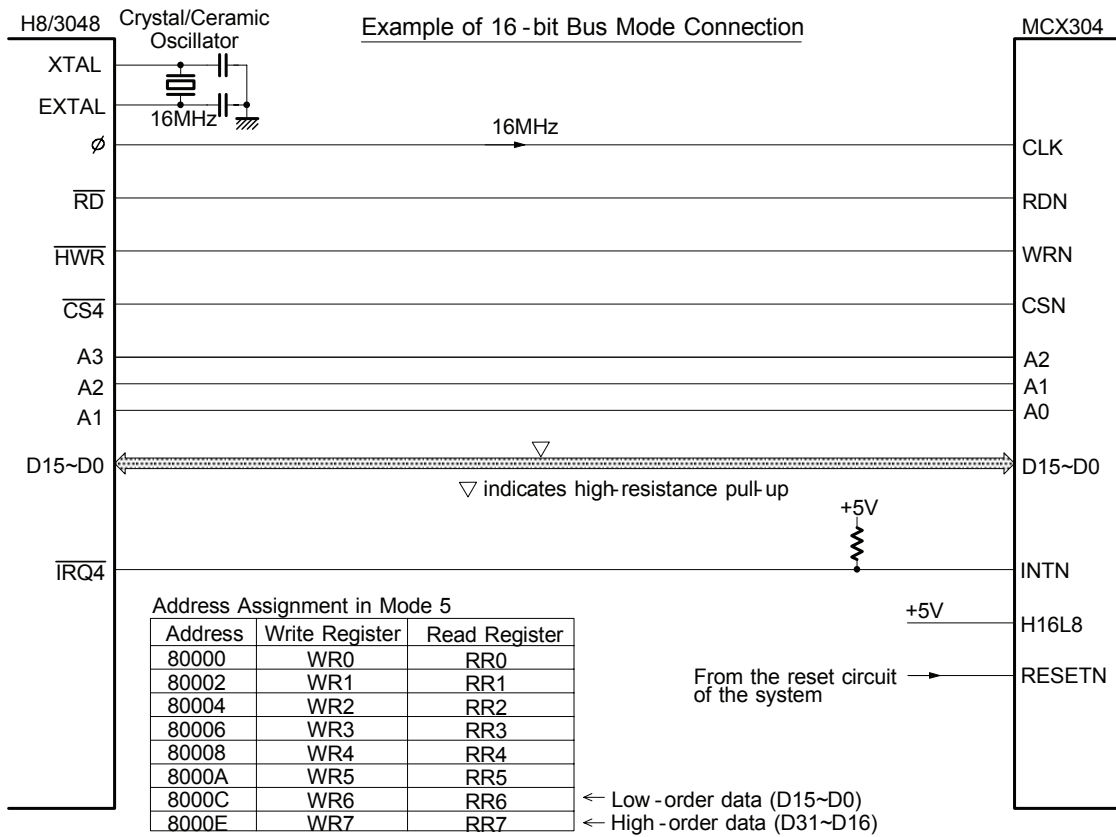 H8/3048
Crystal/Ceramic
Oscillator
Example of 16-bit Bus Mode Connection
MCX304
XTAL
EXTAL
16MHz
ø
16MHz
CLK
RD
RDN
HWR
WRN
CS4
CSN
A3
A2
A2
A1
A1
A0
D15~D0
D15~D0
▽ indicates high-resistance pull-up
+5V
IRQ4
INTN
Address Assignment in Mode 5
+5V
H16L8
Address Write Register Read Register
80000 WR0 RR0
80002 WR1 RR1
80004 WR2 RR2
80006 WR3 RR3
80008 WR4 RR4
8000A WR5 RR5
8000C WR6 RR6 ← Low-order data (D15~D0)
8000E WR7 RR7 ← High-order data (D31~D16)
From the reset circuit
of the system
RESETN